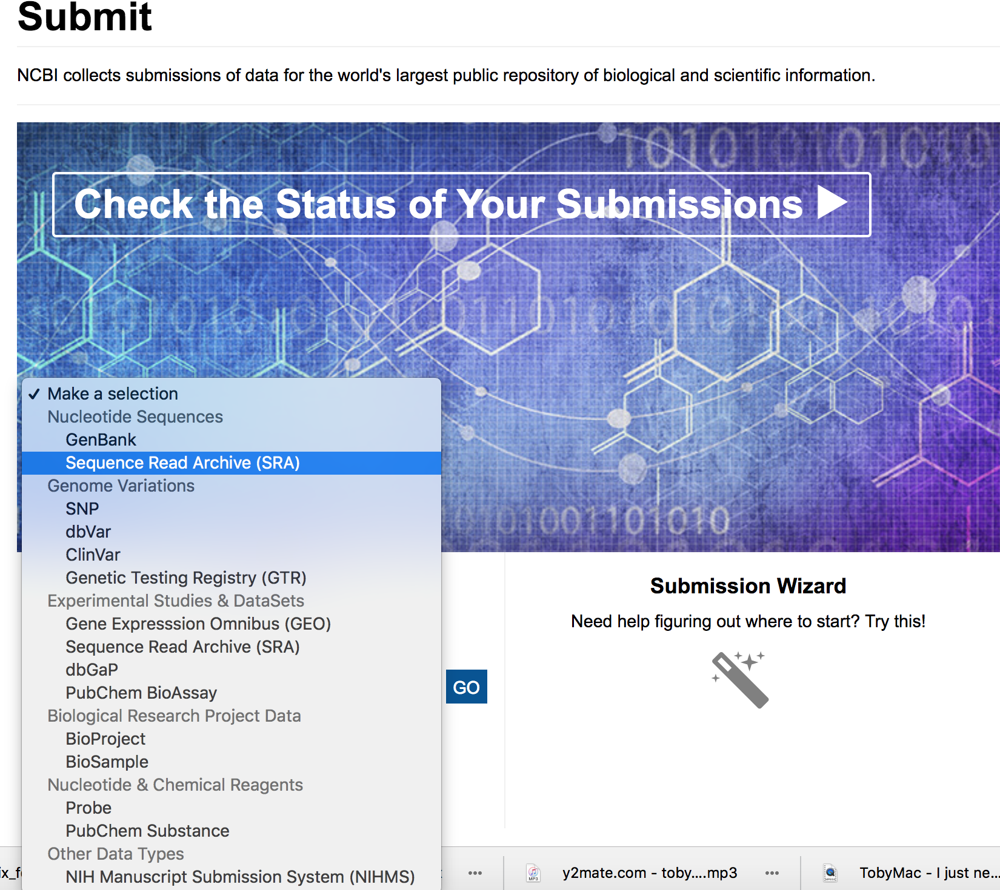 Submit
NCBI collects submissions of data for the world's largest public repository of biological and scientific information.
Check the Status of Your Submissions
✓ Make a selection
Nucleotide Sequences
GenBank
Sequence Read Archive (SRA)
Genome Variations
SNP
dbVar
ClinVar
Genetic Testing Registry (GTR)
Experimental Studies & DataSets
Gene Expresssion Omnibus (GEO)
Sequence Read Archive (SRA)
dbGaP
PubChem BioAssay
Biological Research Project Data
BioProject
BioSample
Nucleotide & Chemical Reagents
Probe
PubChem Substance
Other Data Types
NIH Manuscript Submission System (NIHMS)
GO
Submission Wizard
Need help figuring out where to start? Try this!
y2mate.com - toby....mp3
TobyMac - I just ne...